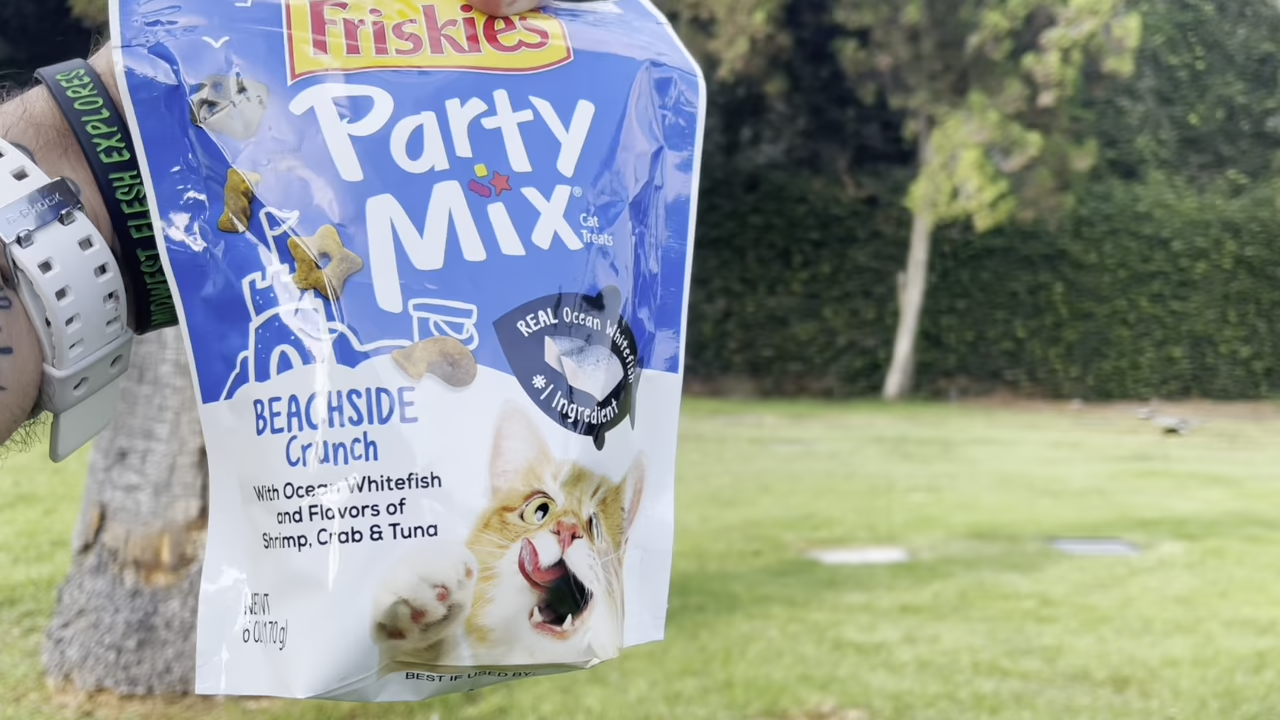 Friskies
Party
Mix®
Cat
Treats
REAL Ocean Whitefish
#1 Ingredient
BEACHSIDE
Crunch
With Ocean Whitefish
and Flavors of
Shrimp, Crab & Tuna
NET WT
6 OZ (170g)
BEST IF USED BY:
MIDWEST FLESH EXPLORES
G-SHOCK